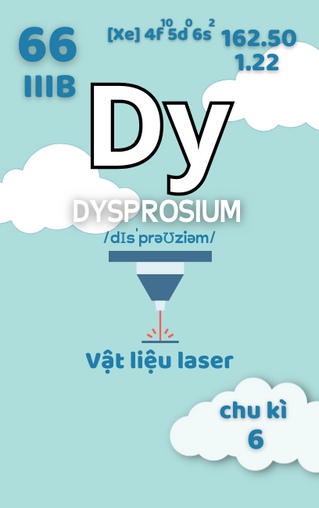 66
IIIB
[Xe] 4f¹⁰ 5d⁰ 6s²
162.50
1.22
Dy
DYSPROSIUM
/dɪsˈprəʊziəm/
Vật liệu laser
chu kì
6